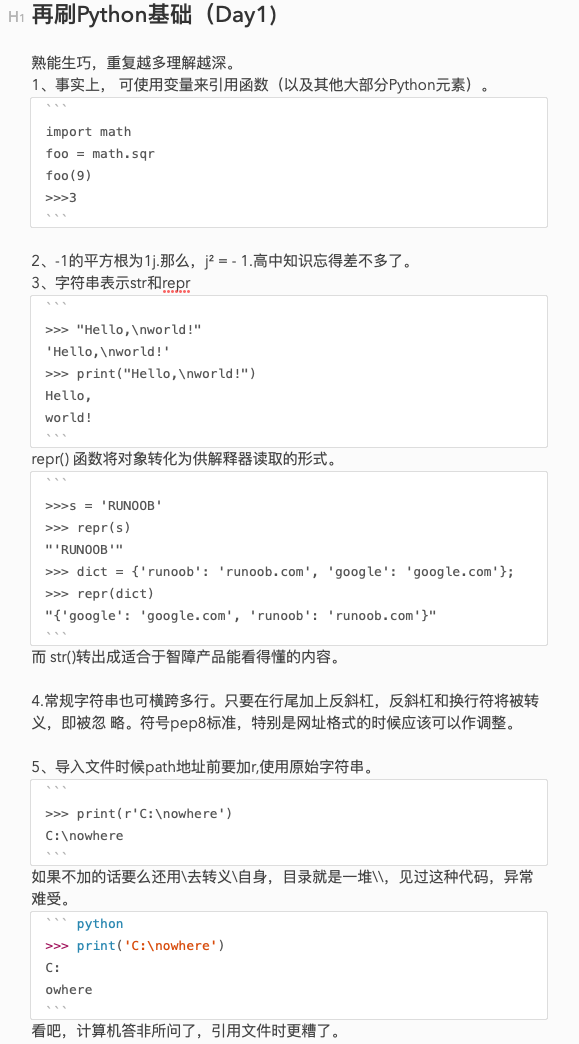 H1 再刷Python基础（Day1）
熟能生巧，重复越多理解越深。
1、事实上， 可使用变量来引用函数（以及其他大部分Python元素）。
```
import math
foo = math.sqr
foo(9)
>>>3
```
2、-1的平方根为1j.那么，j² = - 1.高中知识忘得差不多了。
3、字符串表示str和repr
```
>>> "Hello,\nworld!"
'Hello,\nworld!'
>>> print("Hello,\nworld!")
Hello,
world!
```
repr() 函数将对象转化为供解释器读取的形式。
```
>>>s = 'RUNOOB'
>>> repr(s)
"'RUNOOB'"
>>> dict = {'runoob': 'runoob.com', 'google': 'google.com'};
>>> repr(dict)
"{'google': 'google.com', 'runoob': 'runoob.com'}"
```
而 str()转出成适合于智障产品能看得懂的内容。
4.常规字符串也可横跨多行。只要在行尾加上反斜杠，反斜杠和换行符将被转
义，即被忽 略。符号pep8标准，特别是网址格式的时候应该可以作调整。
5、导入文件时候path地址前要加r,使用原始字符串。
```
>>> print(r'C:\nowhere')
C:\nowhere
```
如果不加的话要么还用\去转义\自身，目录就是一堆\\，见过这种代码，异常
难受。
``` python
>>> print('C:\nowhere')
C:
owhere
```
看吧，计算机答非所问了，引用文件时更糟了。